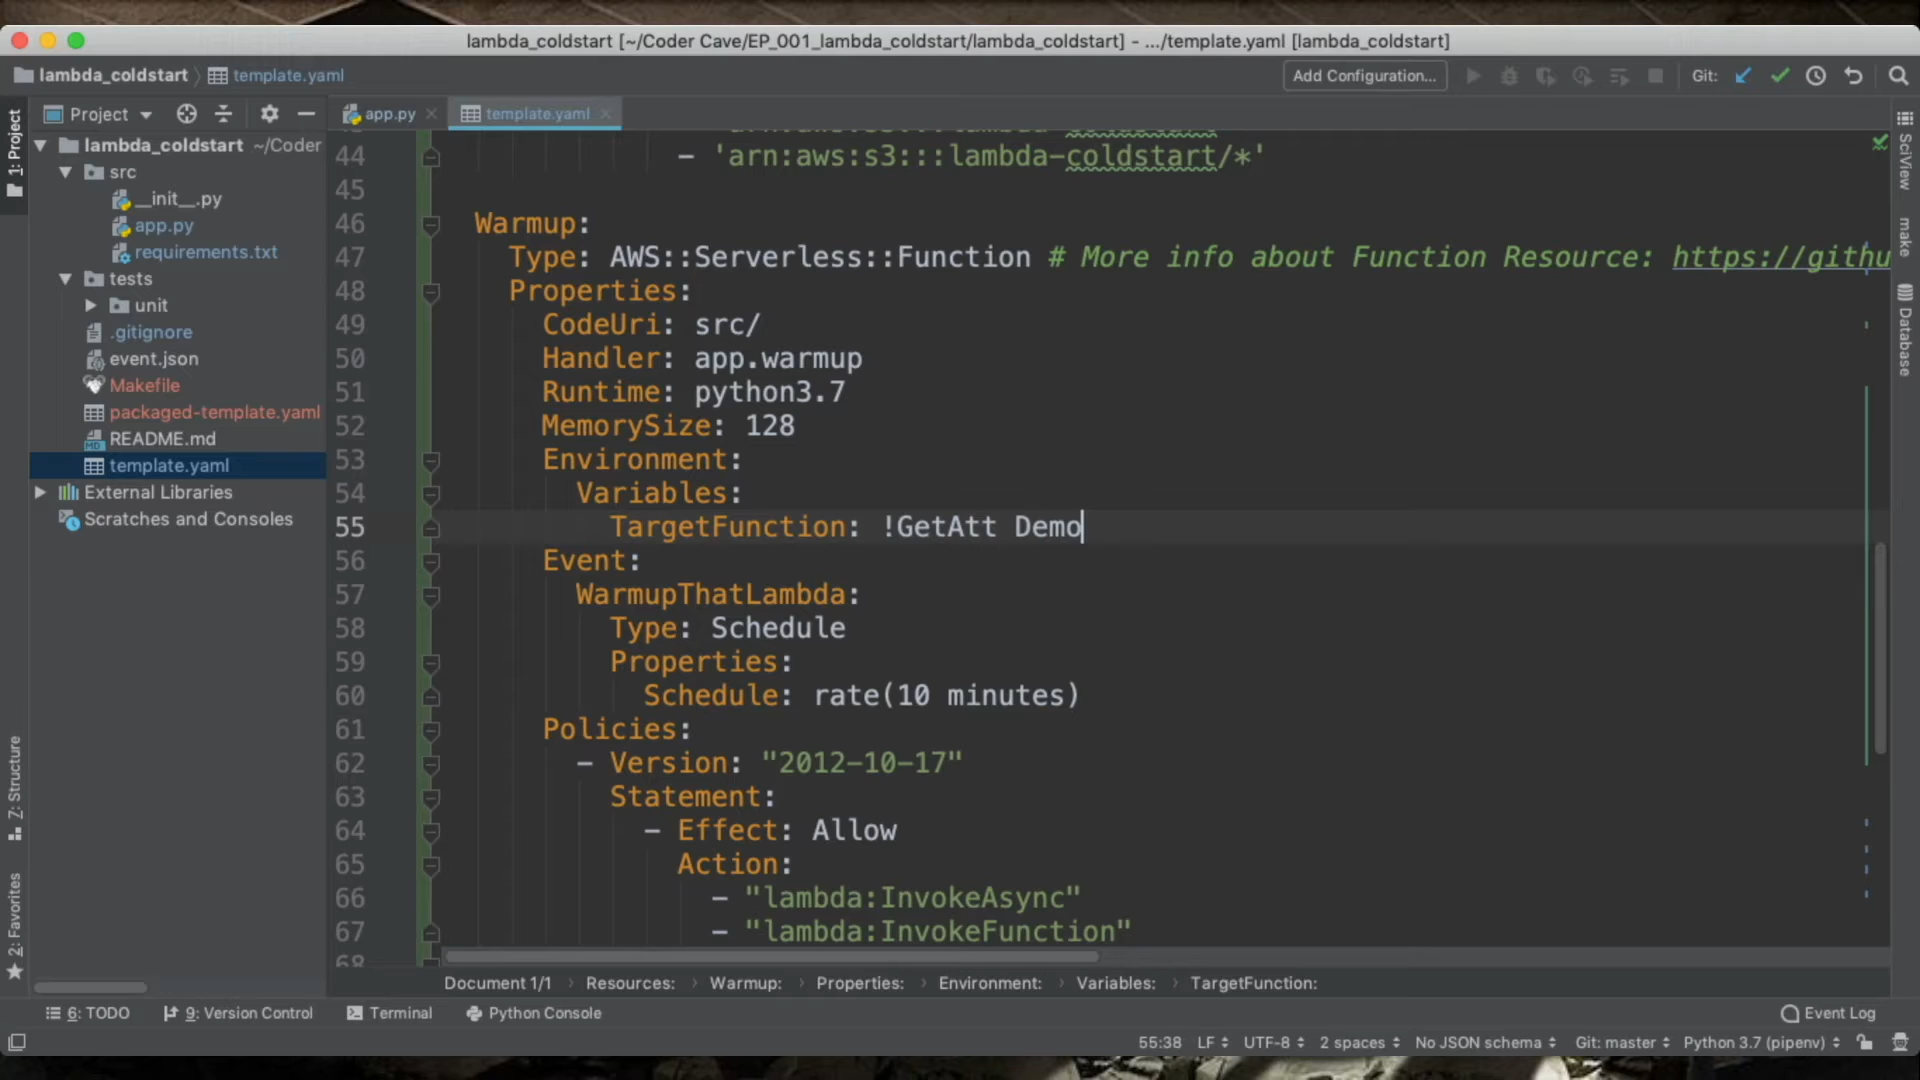 lambda_coldstart [~/Coder Cave/EP_001_lambda_coldstart/lambda_coldstart] - .../template.yaml [lambda_coldstart]
lambda_coldstart template.yaml
Add Configuration...
Git:
1: Project
Project
app.py
template.yaml
lambda_coldstart ~/Coder
src
__init__.py
app.py
requirements.txt
tests
unit
.gitignore
event.json
Makefile
packaged-template.yaml
README.md
template.yaml
External Libraries
Scratches and Consoles
7: Structure
2: Favorites
44 - 'arn:aws:s3:::lambda-coldstart/*'
45
46 Warmup:
47 Type: AWS::Serverless::Function # More info about Function Resource: https://githu
48 Properties:
49 CodeUri: src/
50 Handler: app.warmup
51 Runtime: python3.7
52 MemorySize: 128
53 Environment:
54 Variables:
55 TargetFunction: !GetAtt Demo
56 Event:
57 WarmupThatLambda:
58 Type: Schedule
59 Properties:
60 Schedule: rate(10 minutes)
61 Policies:
62 - Version: "2012-10-17"
63 Statement:
64 - Effect: Allow
65 Action:
66 - "lambda:InvokeAsync"
67 - "lambda:InvokeFunction"
68
SciView
make
Database
Document 1/1 › Resources: › Warmup: › Properties: › Environment: › Variables: › TargetFunction:
6: TODO 9: Version Control Terminal Python Console Event Log
55:38 LF UTF-8 2 spaces No JSON schema Git: master Python 3.7 (pipenv)